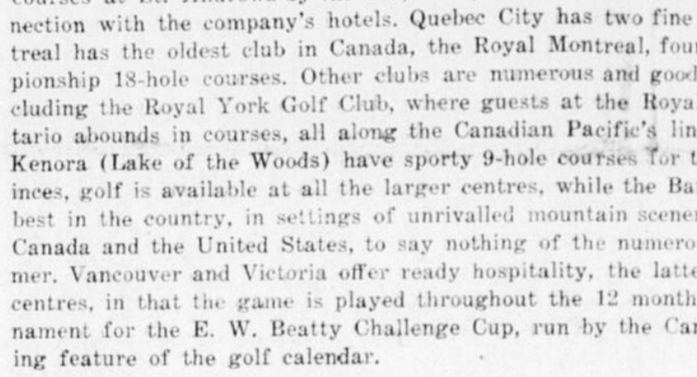 nection with the company's hotels. Quebec City has two fine
treal has the oldest club in Canada, the Royal Montreal, four
pionship 18-hole courses. Other clubs are numerous and good
cluding the Royal York Golf Club, where guests at the Roya
tario abounds in courses, all along the Canadian Pacific's lin
Kenora (Lake of the Woods) have sporty 9-hole courses for t
inces, golf is available at all the larger centres, while the Ba
best in the country, in settings of unrivalled mountain scener
Canada and the United States, to say nothing of the numero
mer. Vancouver and Victoria offer ready hospitality, the latte
centres, in that the game is played throughout the 12 month
nament for the E. W. Beatty Challenge Cup, run by the Can
ing feature of the golf calendar.